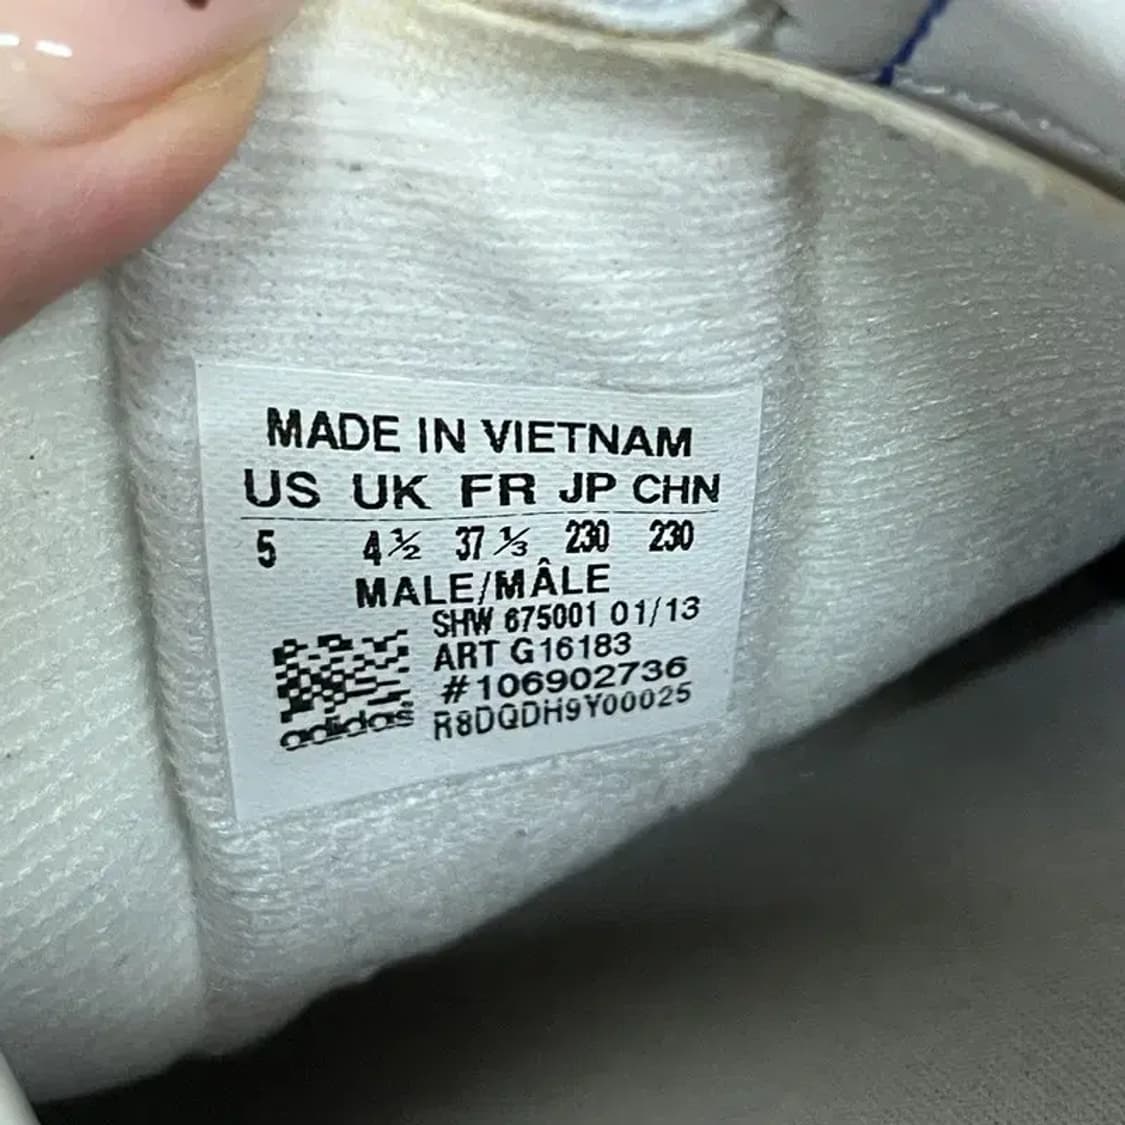 MADE IN VIETNAM
US UK FR JP CHN
5 4½ 37⅓ 230 230
MALE/MÂLE
SHW 675001 01/13
ART G16183
#106902736
R8DQDH9Y00025
adidas